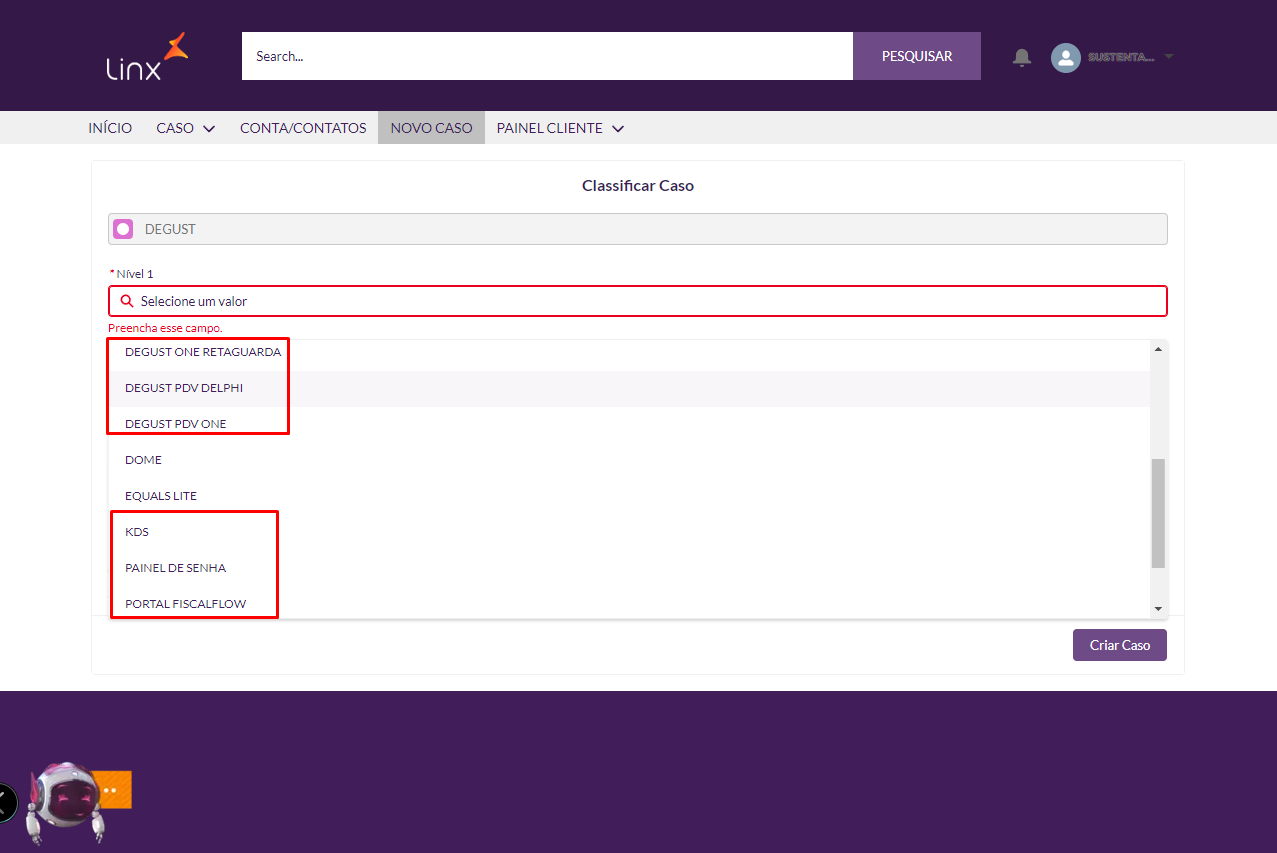 Linx
Search...
PESQUISAR
SUSTENTA...
INÍCIO
CASO
CONTA/CONTATOS
NOVO CASO
PAINEL CLIENTE
Classificar Caso
DEGUST
* Nível 1
Selecione um valor
Preencha esse campo.
DEGUST ONE RETAGUARDA
DEGUST PDV DELPHI
DEGUST PDV ONE
DOME
EQUALS LITE
KDS
PAINEL DE SENHA
PORTAL FISCALFLOW
Criar Caso